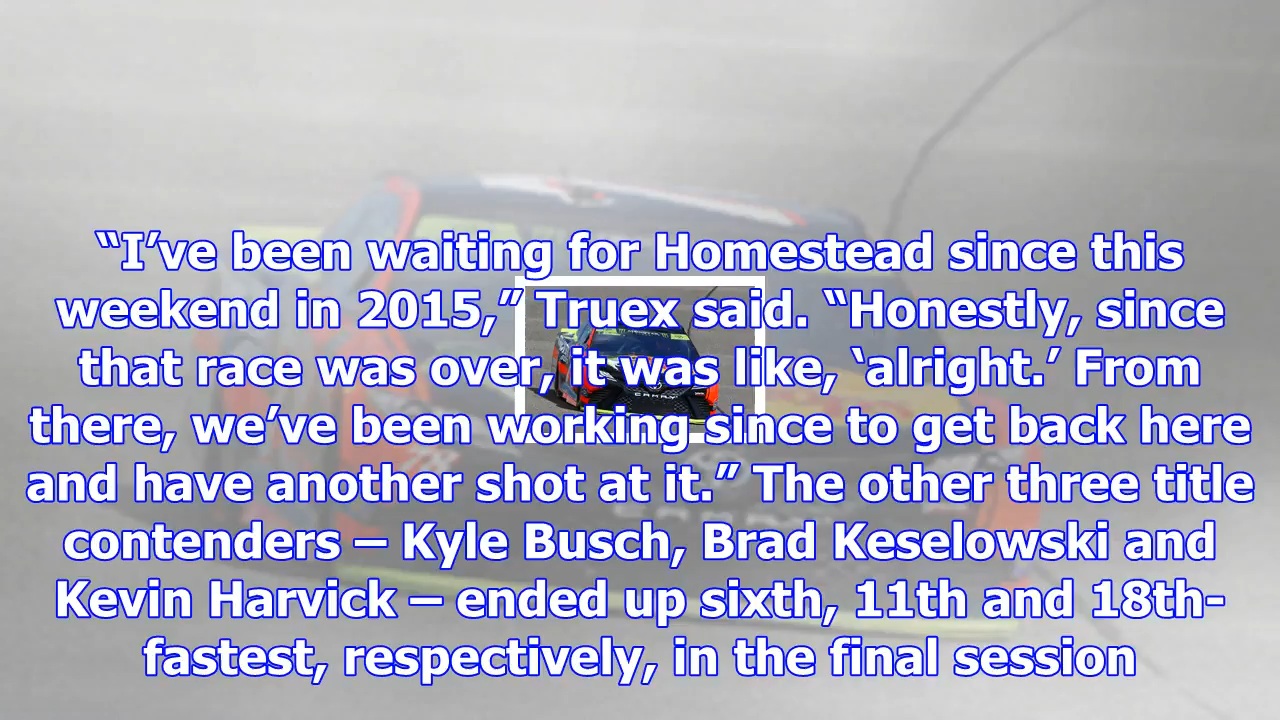 “I’ve been waiting for Homestead since this
weekend in 2015,” Truex said. “Honestly, since
that race was over, it was like, ‘alright.’ From
there, we’ve been working since to get back here
and have another shot at it.” The other three title
contenders – Kyle Busch, Brad Keselowski and
Kevin Harvick – ended up sixth, 11th and 18th-
fastest, respectively, in the final session
CAMRY